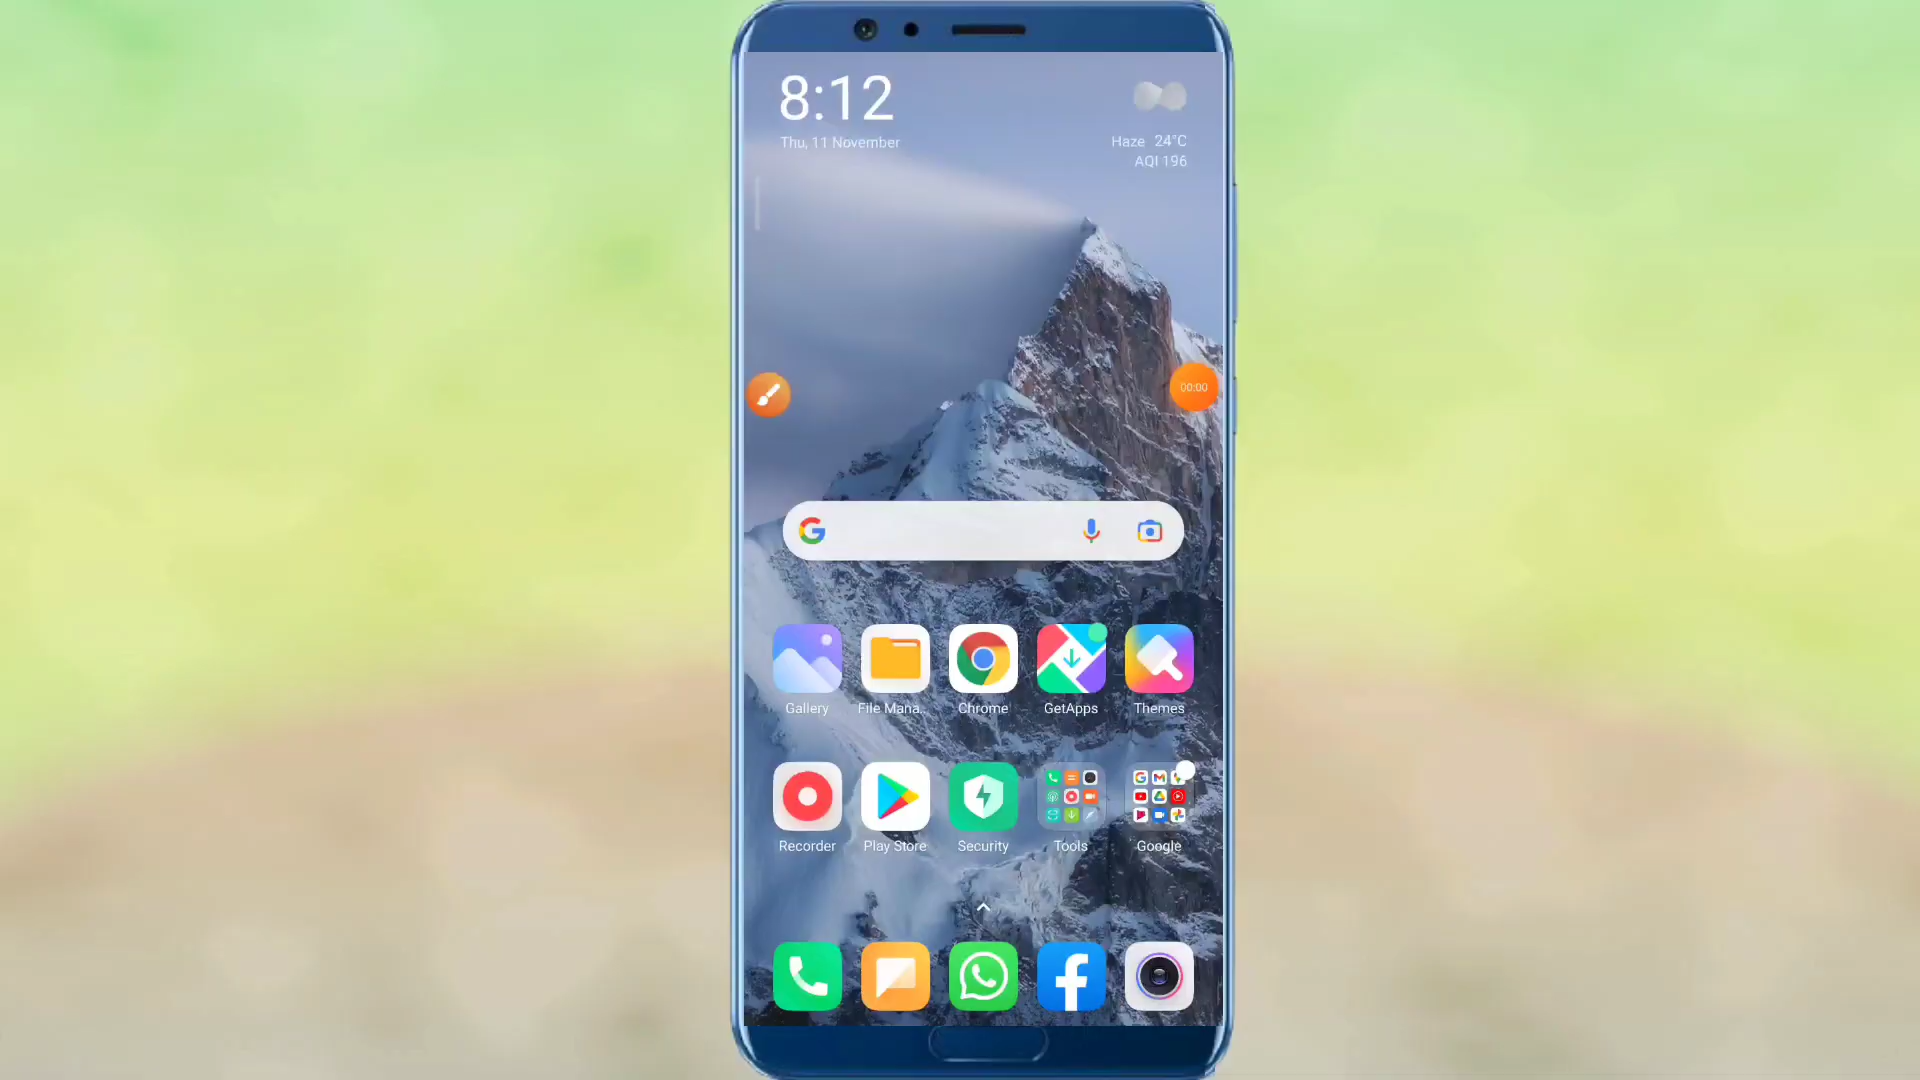 8:12
Thu, 11 November
Haze 24°C
AQI 196
00:00
Gallery
File Mana..
Chrome
GetApps
Themes
Recorder
Play Store
Security
Tools
Google